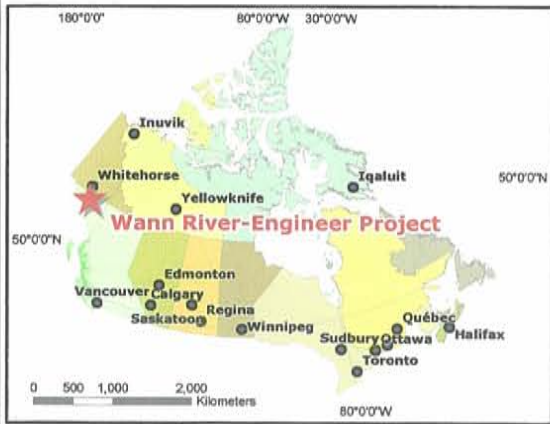 180°0'0" 80°0'0"W 30°0'0"W
Inuvik
Whitehorse
Iqaluit
50°0'0"N
Yellowknife
Wann River-Engineer Project
50°0'0"N
Edmonton
Vancouver
Calgary
Saskatoon
Regina
Winnipeg
Québec
Sudbury
Ottawa
Halifax
Toronto
0 500 1,000 2,000
Kilometers
80°0'0"W